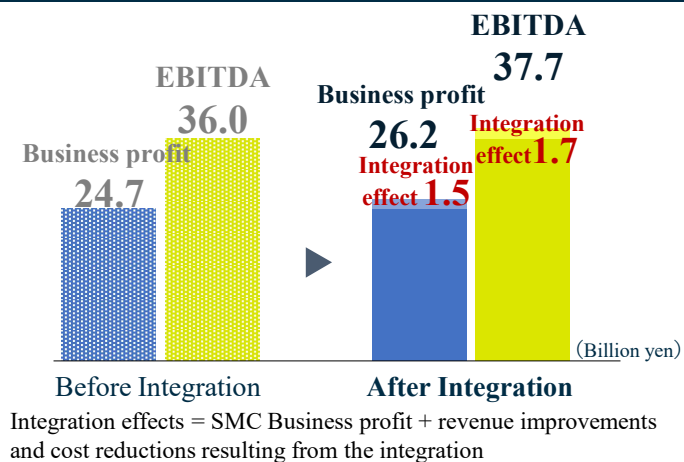 EBITDA
36.0
Business profit
24.7
EBITDA
37.7
Business profit
26.2
Integration
effect 1.7
Integration
effect 1.5
(Billion yen)
Before Integration
After Integration
Integration effects = SMC Business profit + revenue improvements
and cost reductions resulting from the integration